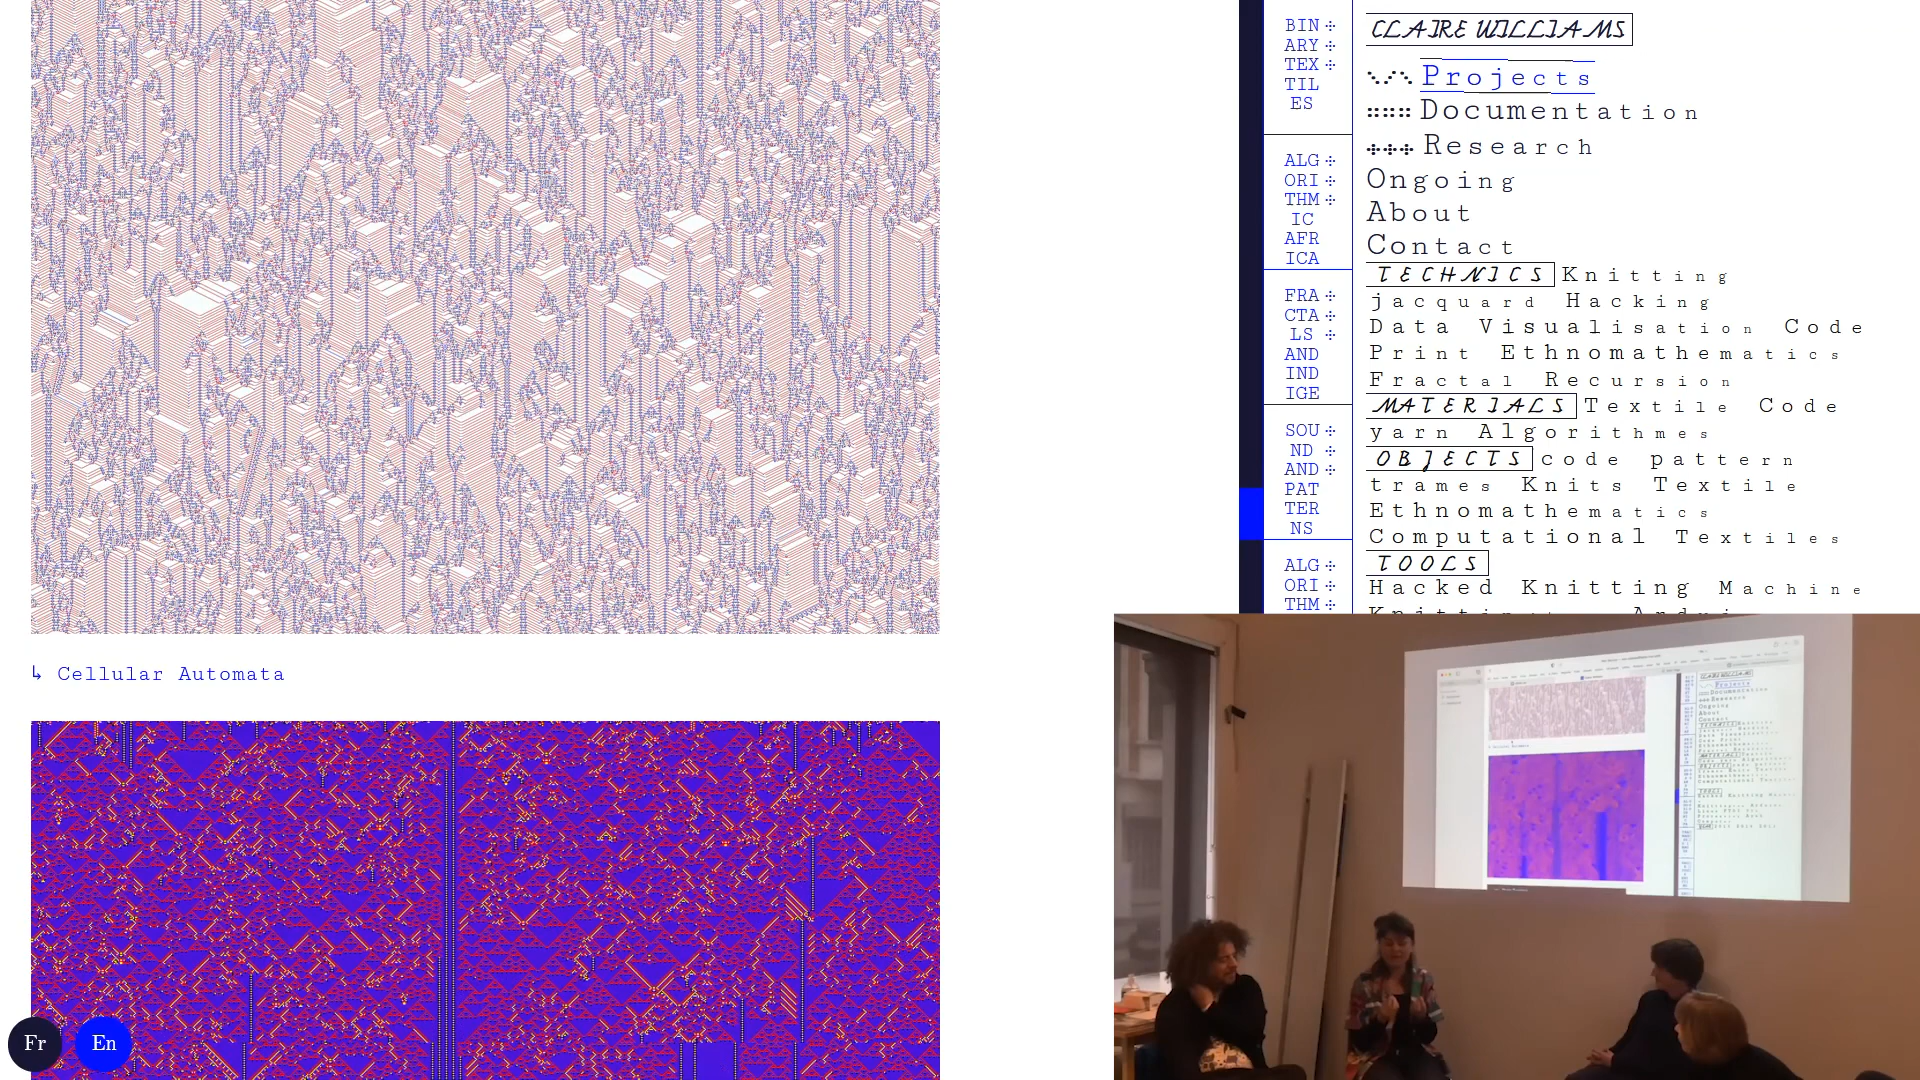 ↳ Cellular Automata
Fr
En
BIN
ARY
TEX
TIL
ES
ALG
ORI
THM
IC
AFR
ICA
FRA
CTA
LS
AND
IND
IGE
SOU
ND
AND
PAT
TER
NS
ALG
ORI
THM
CLAIRE WILLIAMS
Projects
Documentation
Research
Ongoing
About
Contact
TECHNICS Knitting
jacquard Hacking
Data Visualisation Code
Print Ethnomathematics
Fractal Recursion
MATERIALS Textile Code
yarn Algorithmes
OBJECTS code pattern
trames Knits Textile
Ethnomathematics
Computational Textiles
TOOLS
Hacked Knitting Machine